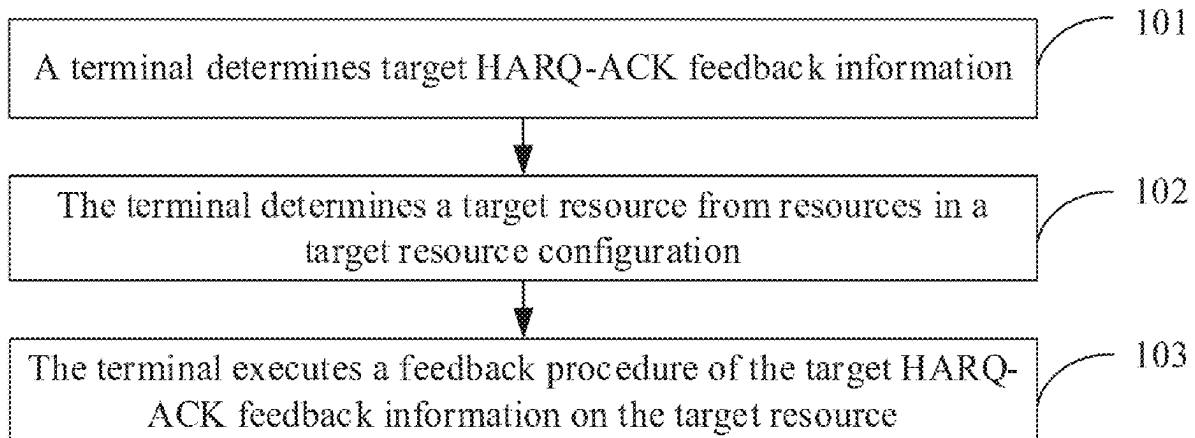 101
A terminal determines target HARQ-ACK feedback information
102
The terminal determines a target resource from resources in a
target resource configuration
103
The terminal executes a feedback procedure of the target HARQ-
ACK feedback information on the target resource